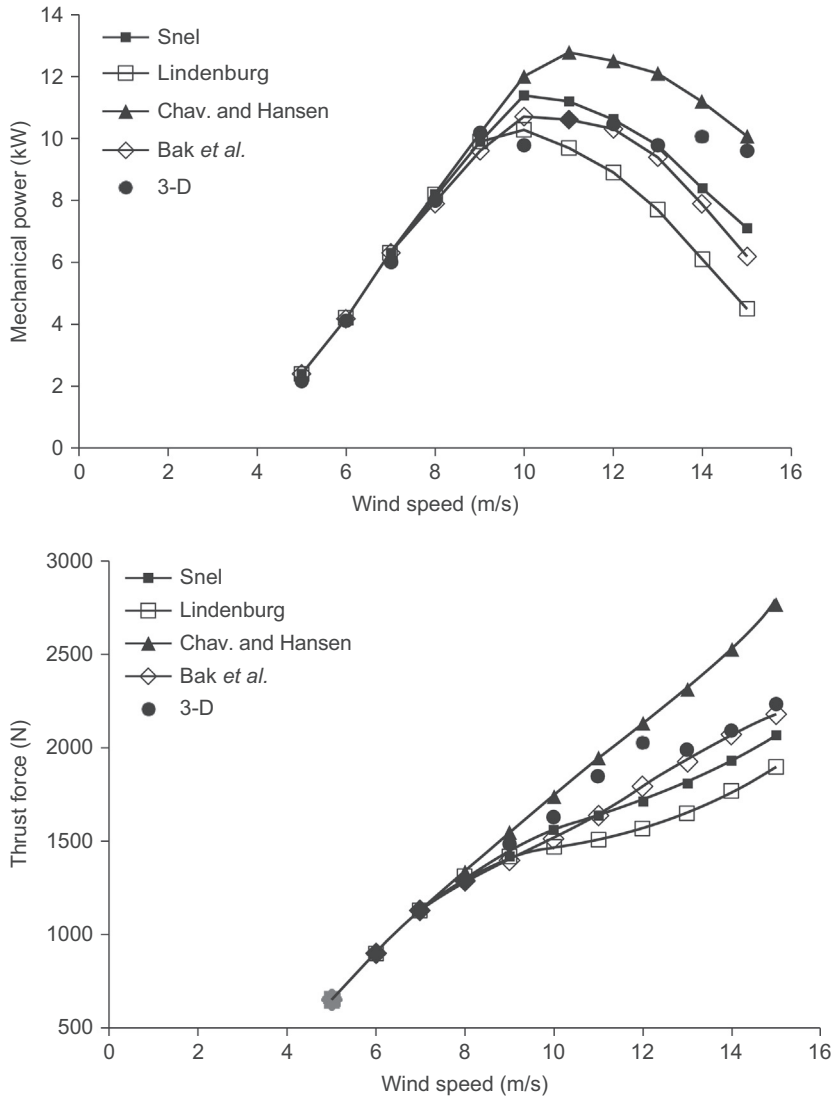 14
12
10
8
6
4
2
0
Mechanical power (kW)
Snel
Lindenburg
Chav. and Hansen
Bak et al.
3-D
0 2 4 6 8 10 12 14 16
Wind speed (m/s)
3000
2500
2000
1500
1000
500
Thrust force (N)
Snel
Lindenburg
Chav. and Hansen
Bak et al.
3-D
0 2 4 6 8 10 12 14 16
Wind speed (m/s)